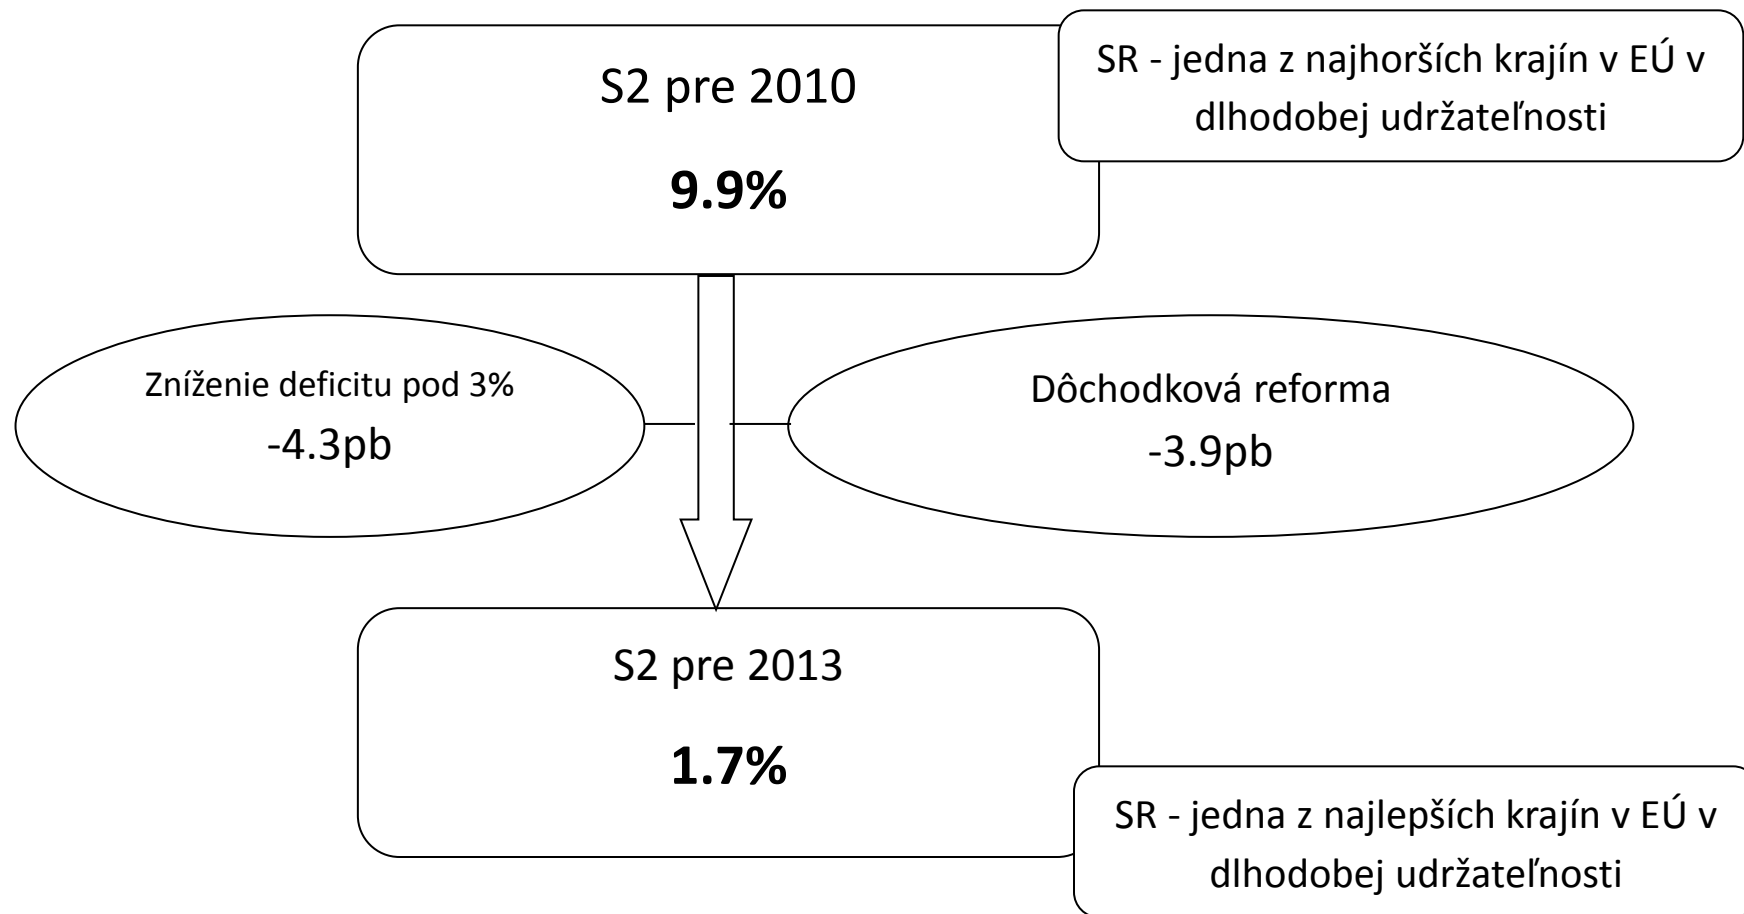 S2 pre 2010
9.9%
SR - jedna z najhorších krajín v EÚ v
dlhodobej udržateľnosti
Zníženie deficitu pod 3%
-4.3pb
Dôchodková reforma
-3.9pb
S2 pre 2013
1.7%
SR - jedna z najlepších krajín v EÚ v
dlhodobej udržateľnosti